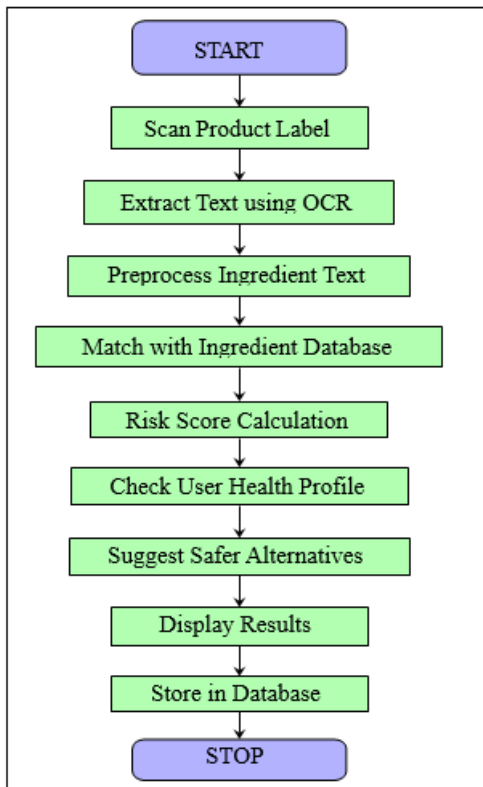 START
Scan Product Label
Extract Text using OCR
Preprocess Ingredient Text
Match with Ingredient Database
Risk Score Calculation
Check User Health Profile
Suggest Safer Alternatives
Display Results
Store in Database
STOP